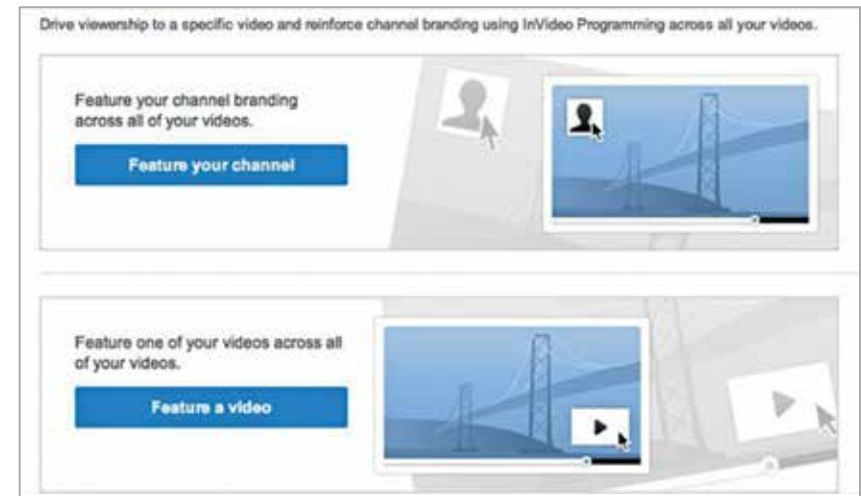 Drive viewership to a specific video and reinforce channel branding using InVideo Programming across all your videos.
Feature your channel branding
across all of your videos.
Feature your channel
Feature one of your videos across all
of your videos.
Feature a video